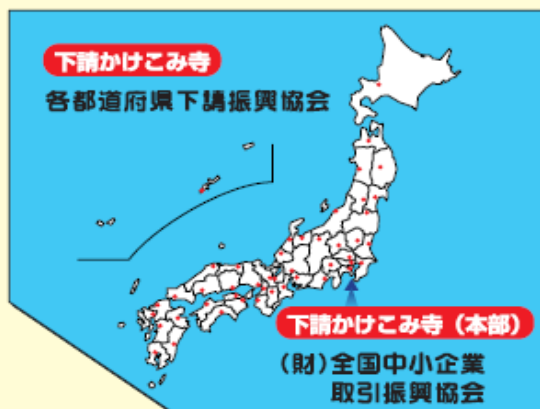 下請かけこみ寺
各都道府県下請振興協会
下請かけこみ寺（本部）
（財）全国中小企業
取引振興協会